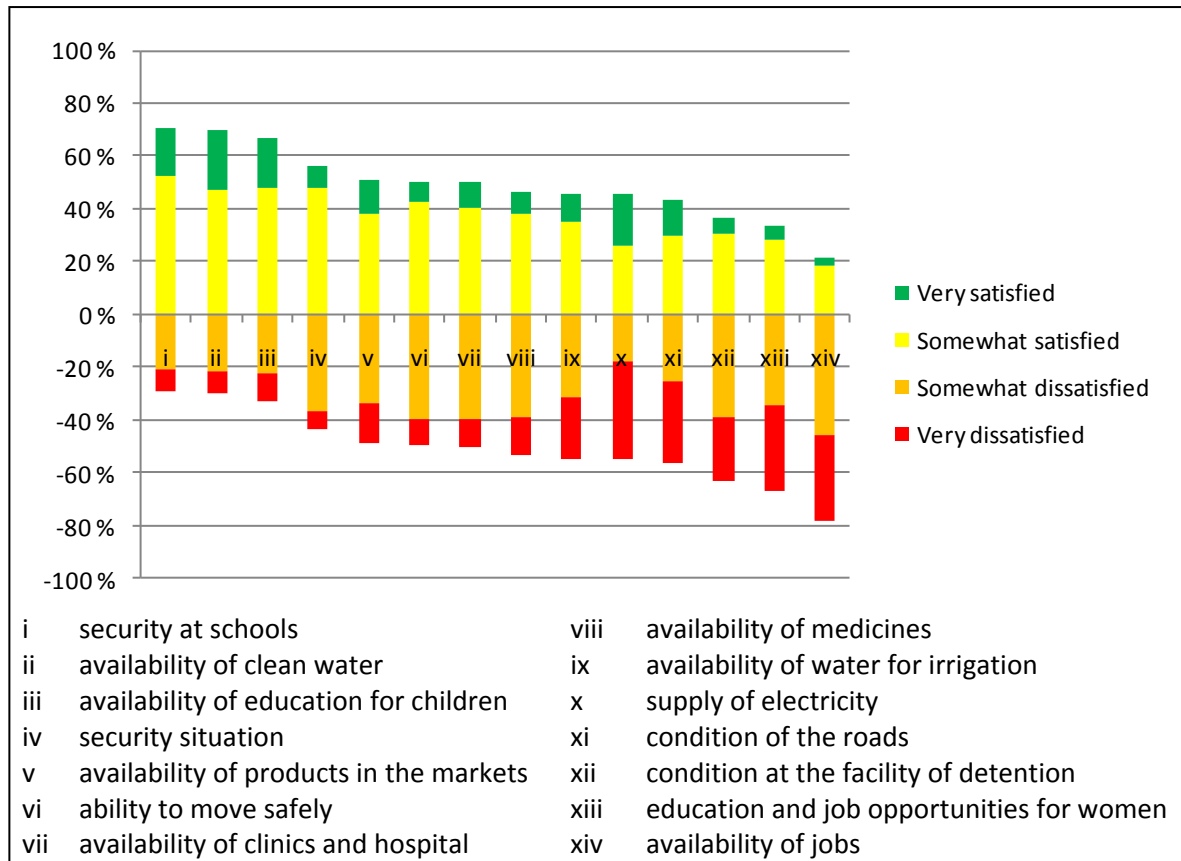 100 %
80 %
60 %
40 %
20 %
0 %
-20 %
-40 %
-60 %
-80 %
-100 %
i ii iii iv v vi vii viii ix x xi xii xiii xiv
Very satisfied
Somewhat satisfied
Somewhat dissatisfied
Very dissatisfied
i security at schools
ii availability of clean water
iii availability of education for children
iv security situation
v availability of products in the markets
vi ability to move safely
vii availability of clinics and hospital
viii availability of medicines
ix availability of water for irrigation
x supply of electricity
xi condition of the roads
xii condition at the facility of detention
xiii education and job opportunities for women
xiv availability of jobs